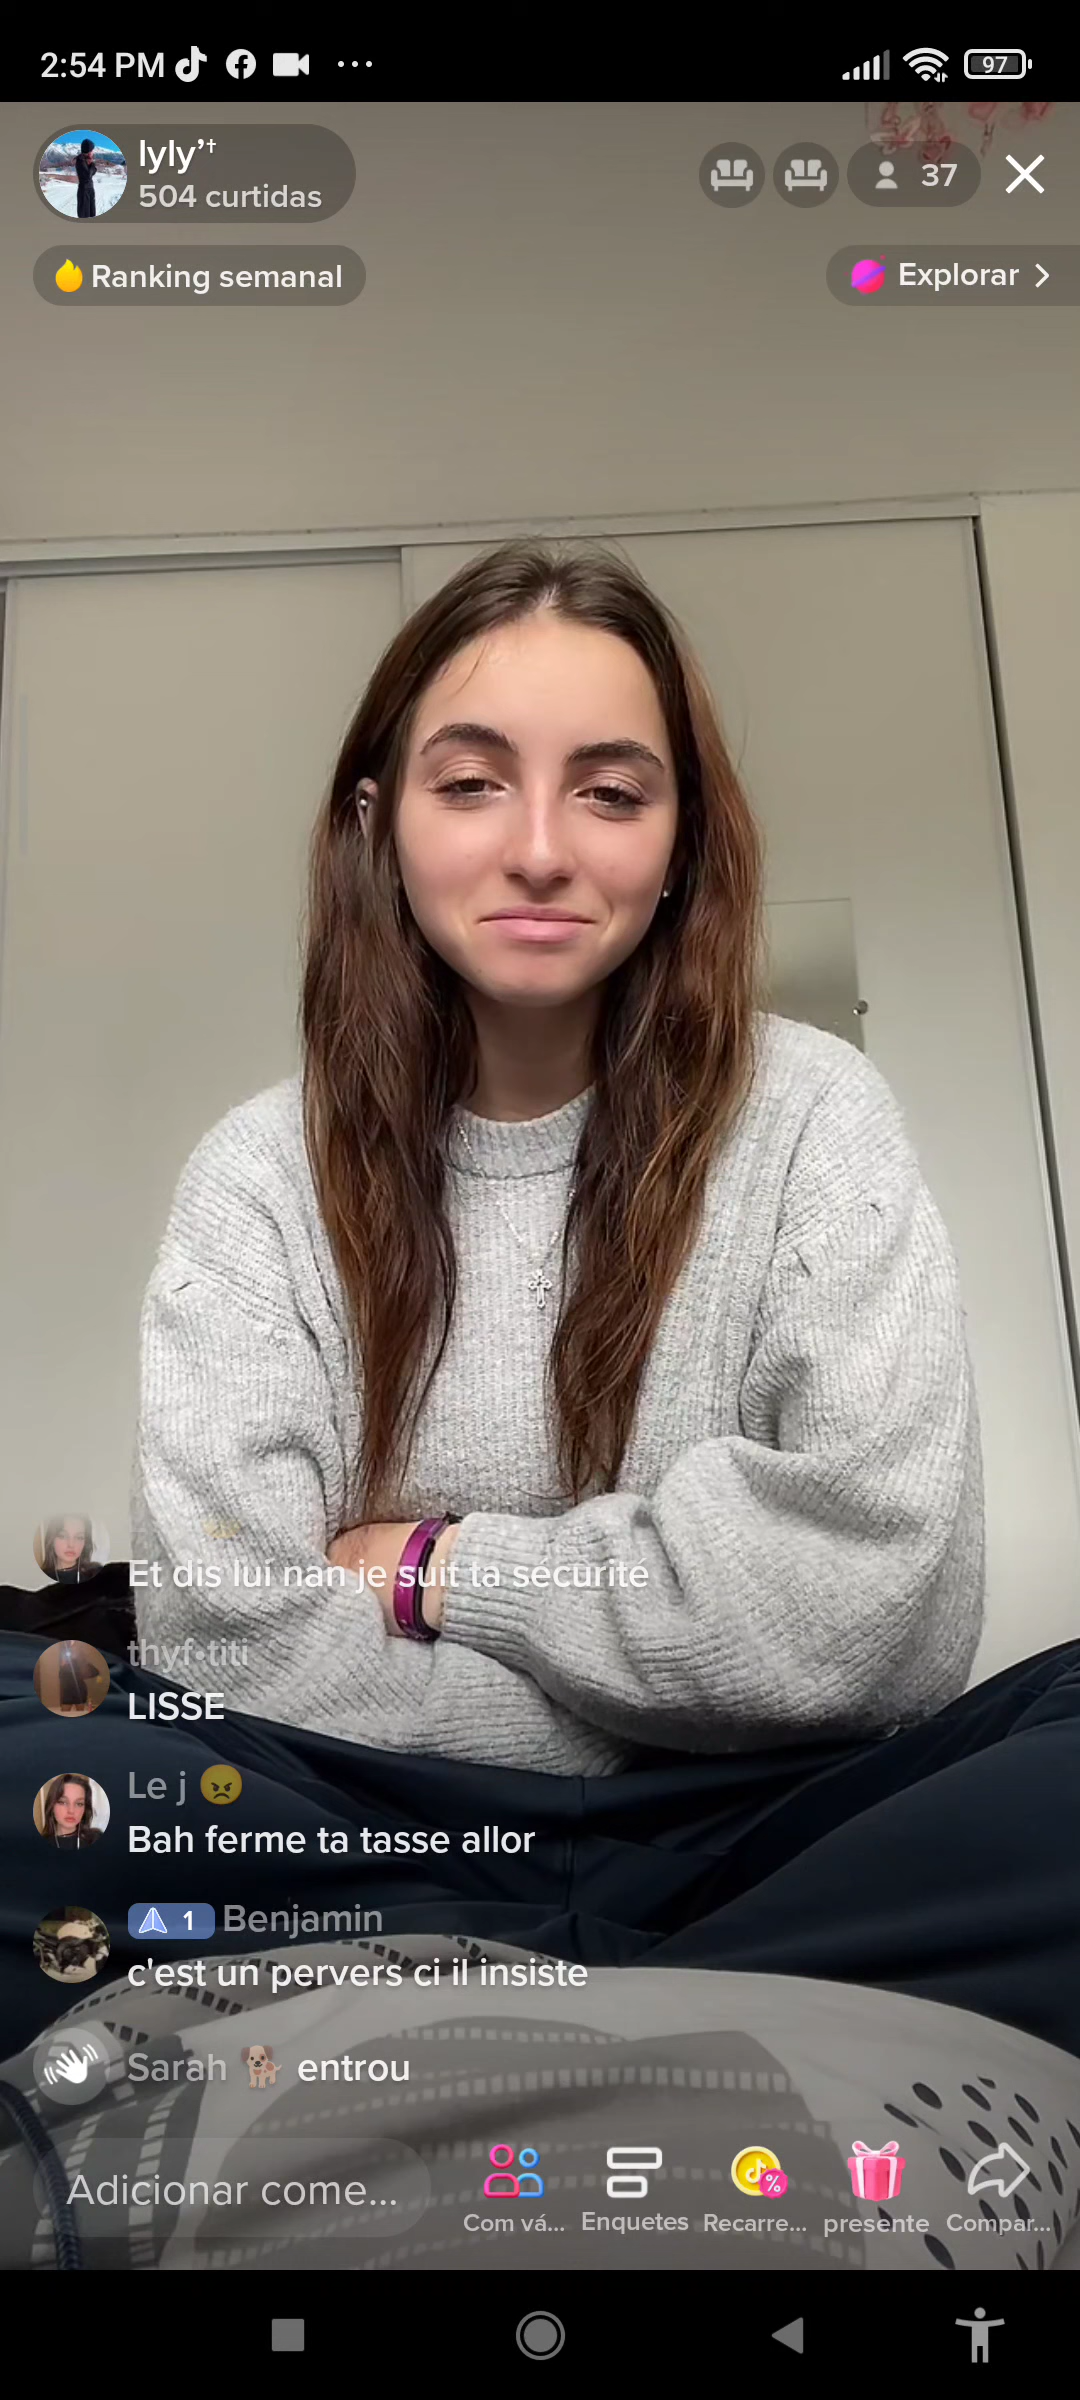 2:54 PM
97
lyly’†
504 curtidas
37
Ranking semanal
Explorar
Et dis lui nan je suit ta sécurité
thyf•titi
LISSE
Le j 😡
Bah ferme ta tasse allor
1 Benjamin
c'est un pervers ci il insiste
Sarah 🐕 entrou
Adicionar come...
Com vá...
Enquetes
Recarre...
presente
Compar...